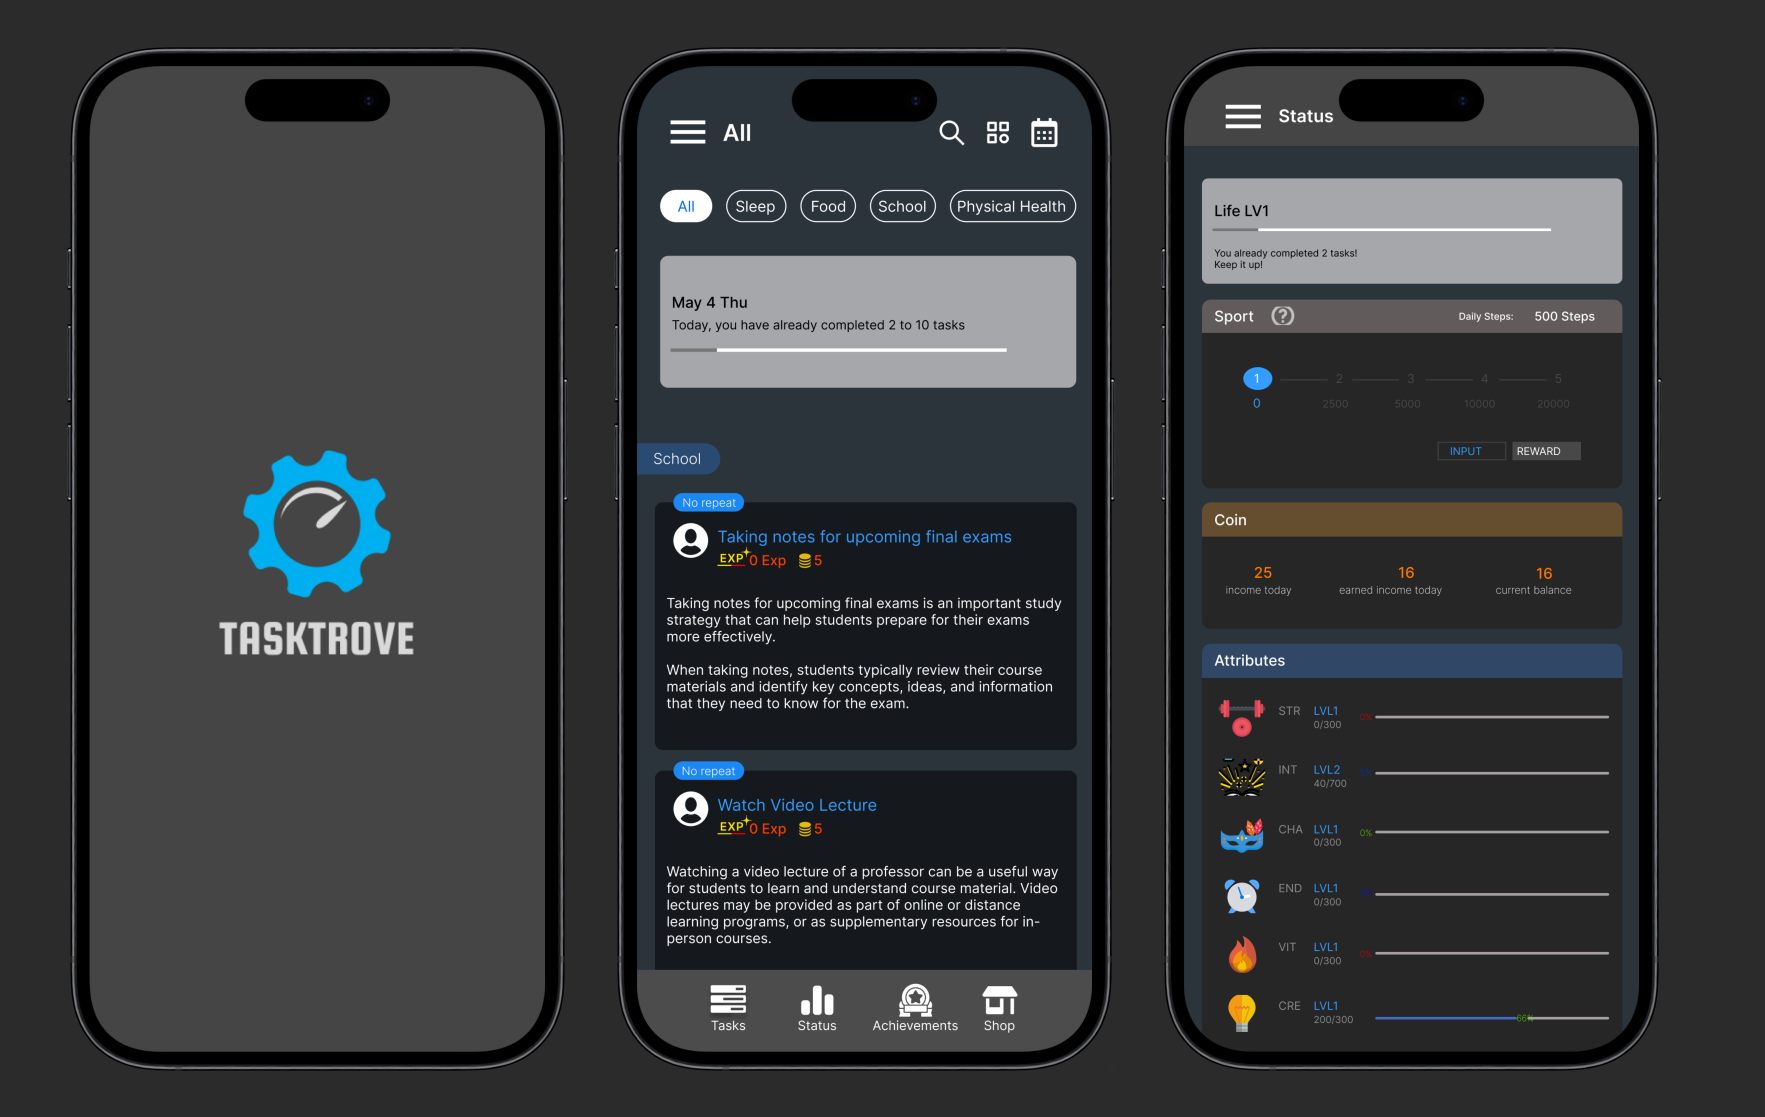 TASKTROVE
All
All Sleep Food School Physical Health
May 4 Thu
Today, you have already completed 2 to 10 tasks
School
No repeat
Taking notes for upcoming final exams
EXP 0 Exp 5
Taking notes for upcoming final exams is an important study
strategy that can help students prepare for their exams
more effectively.
When taking notes, students typically review their course
materials and identify key concepts, ideas, and information
that they need to know for the exam.
No repeat
Watch Video Lecture
EXP 0 Exp 5
Watching a video lecture of a professor can be a useful way
for students to learn and understand course material. Video
lectures may be provided as part of online or distance
learning programs, or as supplementary resources for in-
person courses.
Tasks Status Achievements Shop
Status
Life LV1
You already completed 2 tasks!
Keep it up!
Sport ? Daily Steps: 500 Steps
1 2 3 4 5
0 2500 5000 10000 20000
INPUT REWARD
Coin
25 16 16
income today earned income today current balance
Attributes
STR LVL1 0%
0/300
INT LVL2
40/700
CHA LVL1 0%
0/300
END LVL1
0/300
VIT LVL1 0%
0/300
CRE LVL1
200/300 66%